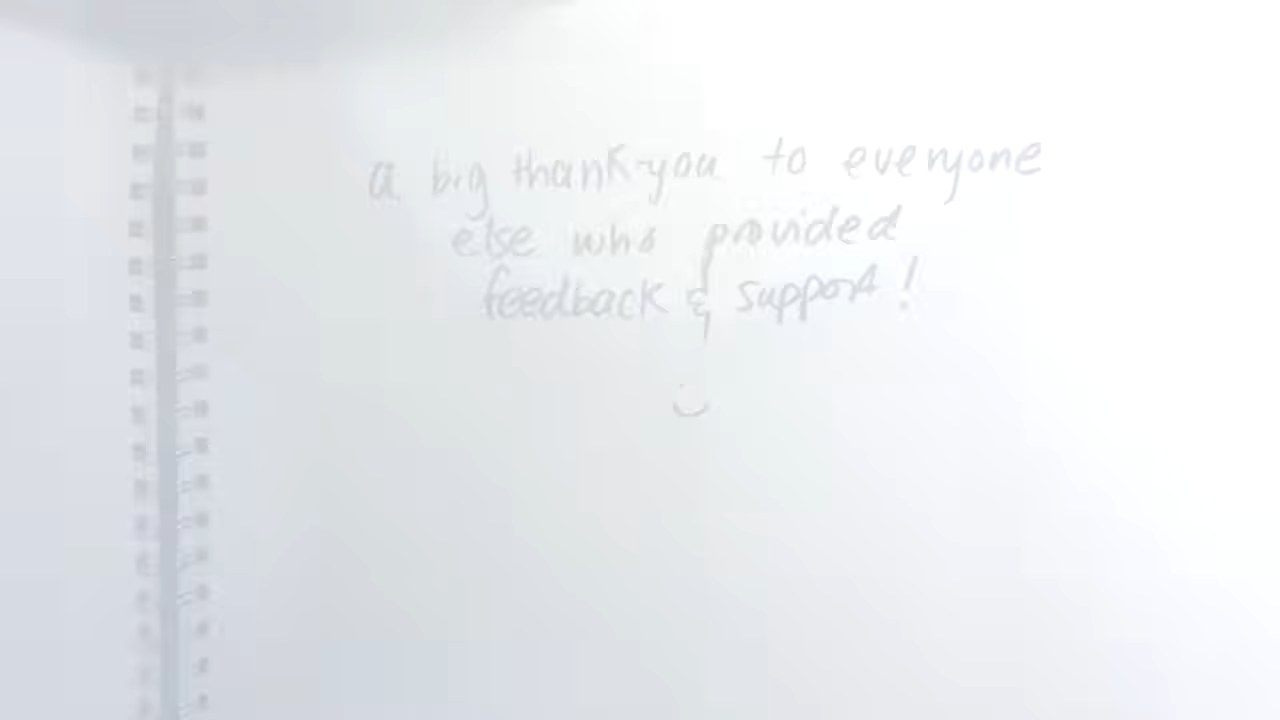 a big thank-you to everyone
else who provided
feedback & support!